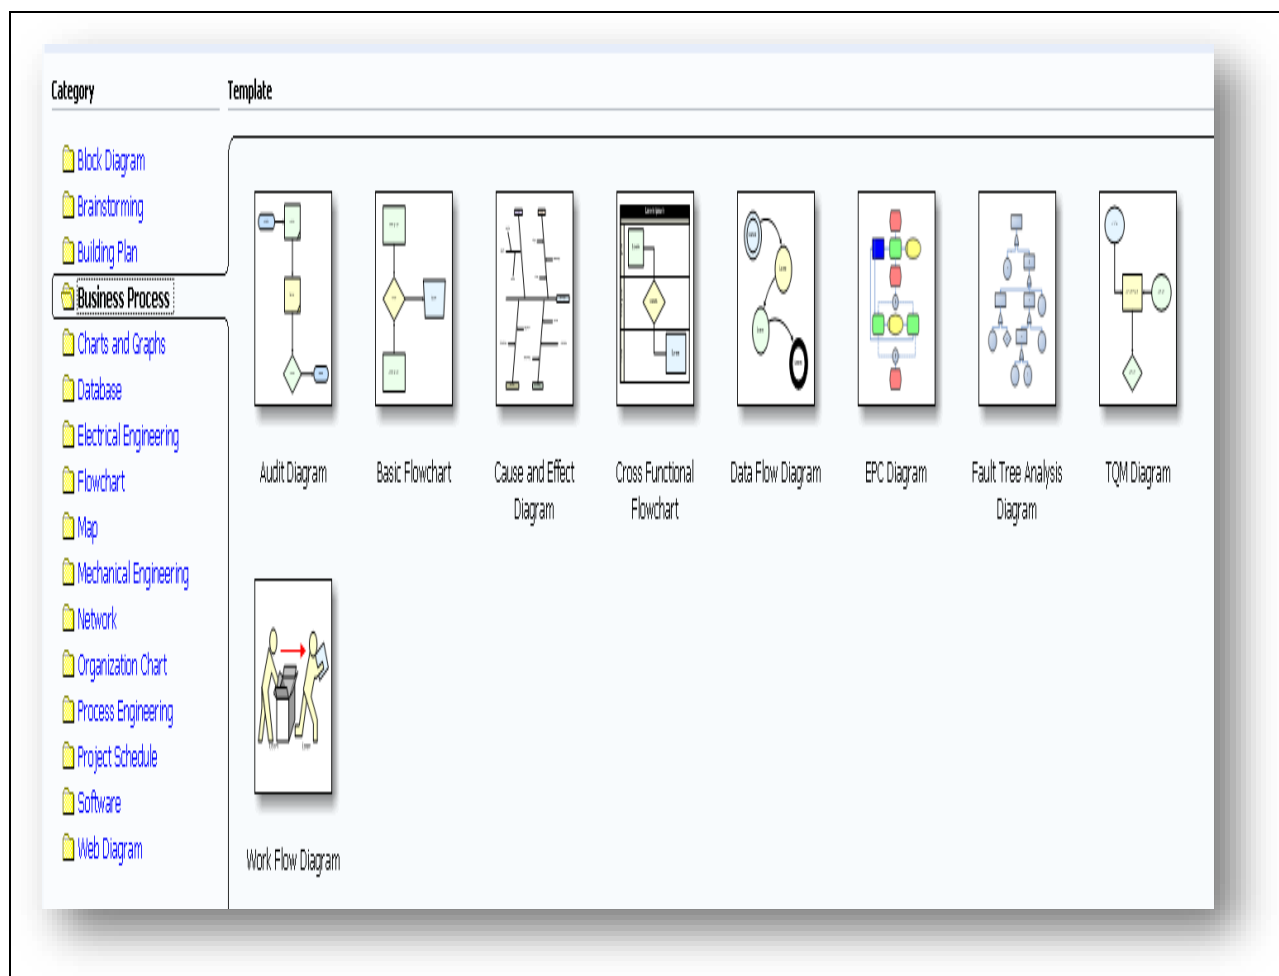 Category
Template
Block Diagram
Brainstorming
Building Plan
Business Process
Charts and Graphs
Database
Electrical Engineering
Flowchart
Map
Mechanical Engineering
Network
Organization Chart
Process Engineering
Project Schedule
Software
Web Diagram
Audit Diagram
Basic Flowchart
Cause and Effect
Diagram
Cross Functional
Flowchart
Data Flow Diagram
EPC Diagram
Fault Tree Analysis
Diagram
TQM Diagram
Work Flow Diagram